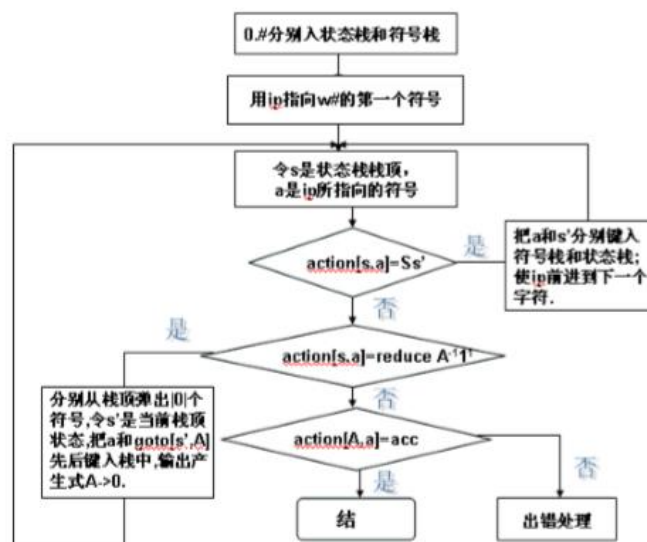 0.#分别入状态栈和符号栈
用ip指向w#的第一个符号
令s是状态栈栈顶,
a是ip所指向的符号
action[s,a]=Ss'
是
把a和s'分别键入
符号栈和状态栈;
使ip前进到下一个
字符.
否
是
action[s,a]=reduce A
否
分别从栈顶弹出|0|个
符号,令s'是当前栈顶
状态,把a和goto[s',A]
先后键入栈中,输出产
生式A->0.
action[A,a]=acc
否
是
结
出错处理